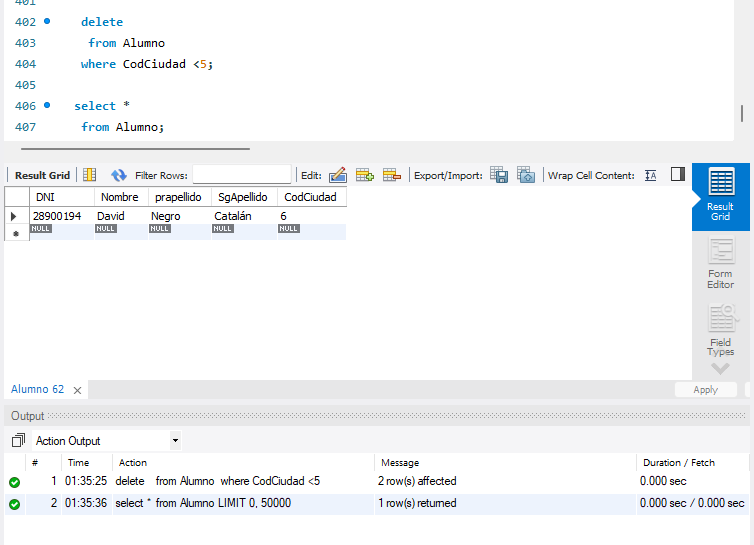 401
402 delete
403 from Alumno
404 where CodCiudad <5;
405
406 select *
407 from Alumno;
Result Grid Filter Rows: Edit: Export/Import: Wrap Cell Content: IA
DNI Nombre prapellido SgApellido CodCiudad
28900194 David Negro Catalán 6
NULL NULL NULL NULL NULL
Result
Grid
Form
Editor
Field
Types
Alumno 62
Apply
Output
Action Output
# Time Action Message Duration / Fetch
1 01:35:25 delete from Alumno where CodCiudad <5 2 row(s) affected 0.000 sec
2 01:35:36 select * from Alumno LIMIT 0, 50000 1 row(s) returned 0.000 sec / 0.000 sec